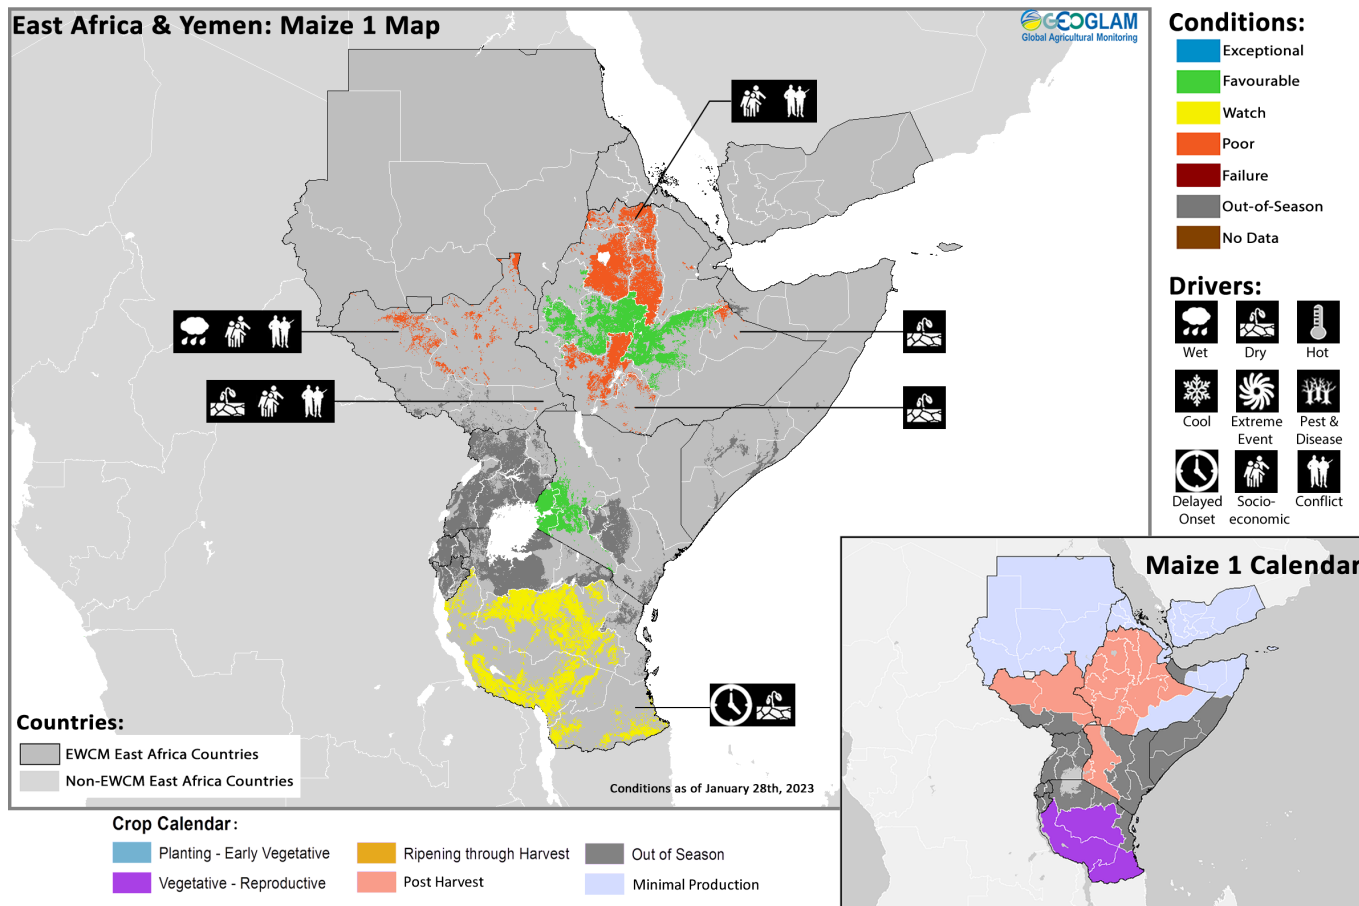 East Africa & Yemen: Maize 1 Map
GEOGLAM
Global Agricultural Monitoring
Conditions:
Exceptional
Favourable
Watch
Poor
Failure
Out-of-Season
No Data
Drivers:
Wet
Dry
Hot
Cool
Extreme
Event
Pest &
Disease
Delayed
Onset
Socio-
economic
Conflict
Countries:
EWCM East Africa Countries
Non-EWCM East Africa Countries
Conditions as of January 28th, 2023
Maize 1 Calendar
Crop Calendar:
Planting - Early Vegetative
Ripening through Harvest
Out of Season
Vegetative - Reproductive
Post Harvest
Minimal Production